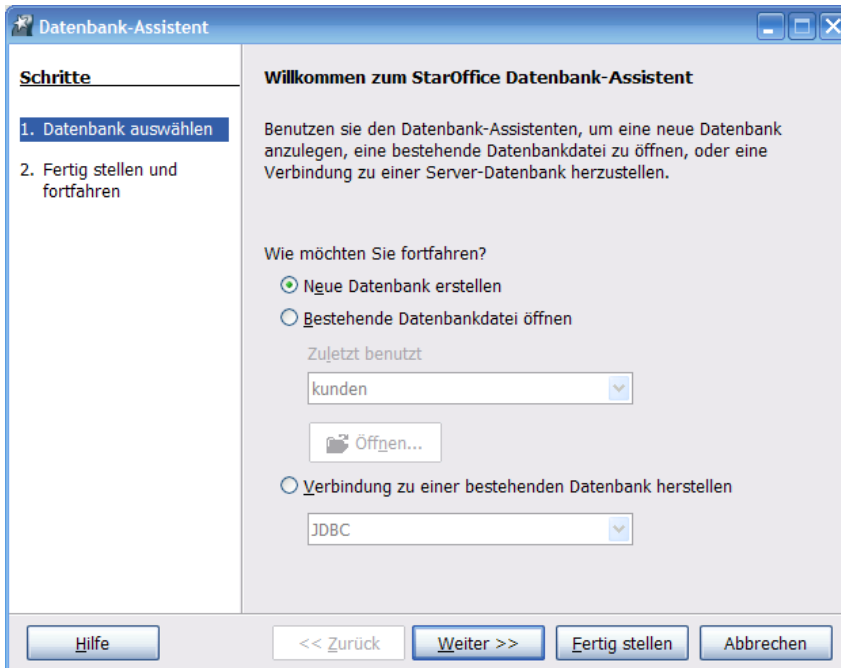 Datenbank-Assistent
Schritte
1. Datenbank auswählen
2. Fertig stellen und
fortfahren
Willkommen zum StarOffice Datenbank-Assistent
Benutzen sie den Datenbank-Assistenten, um eine neue Datenbank
anzulegen, eine bestehende Datenbankdatei zu öffnen, oder eine
Verbindung zu einer Server-Datenbank herzustellen.
Wie möchten Sie fortfahren?
Neue Datenbank erstellen
Bestehende Datenbankdatei öffnen
Zuletzt benutzt
kunden
Öffnen...
Verbindung zu einer bestehenden Datenbank herstellen
JDBC
Hilfe
<< Zurück
Weiter >>
Fertig stellen
Abbrechen